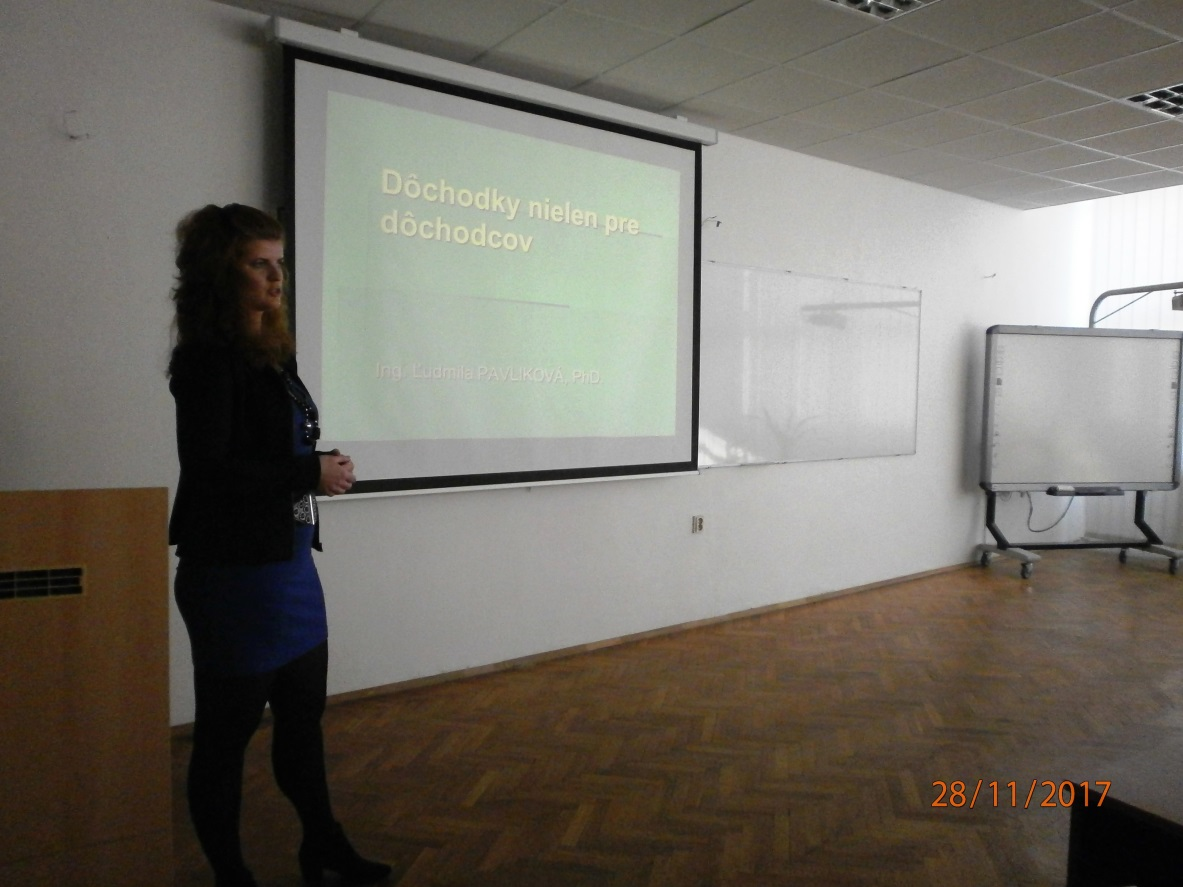 Dôchodky nielen pre
dôchodcov
Ing. Ľudmila PAVLÍKOVÁ, PhD.
28/11/2017